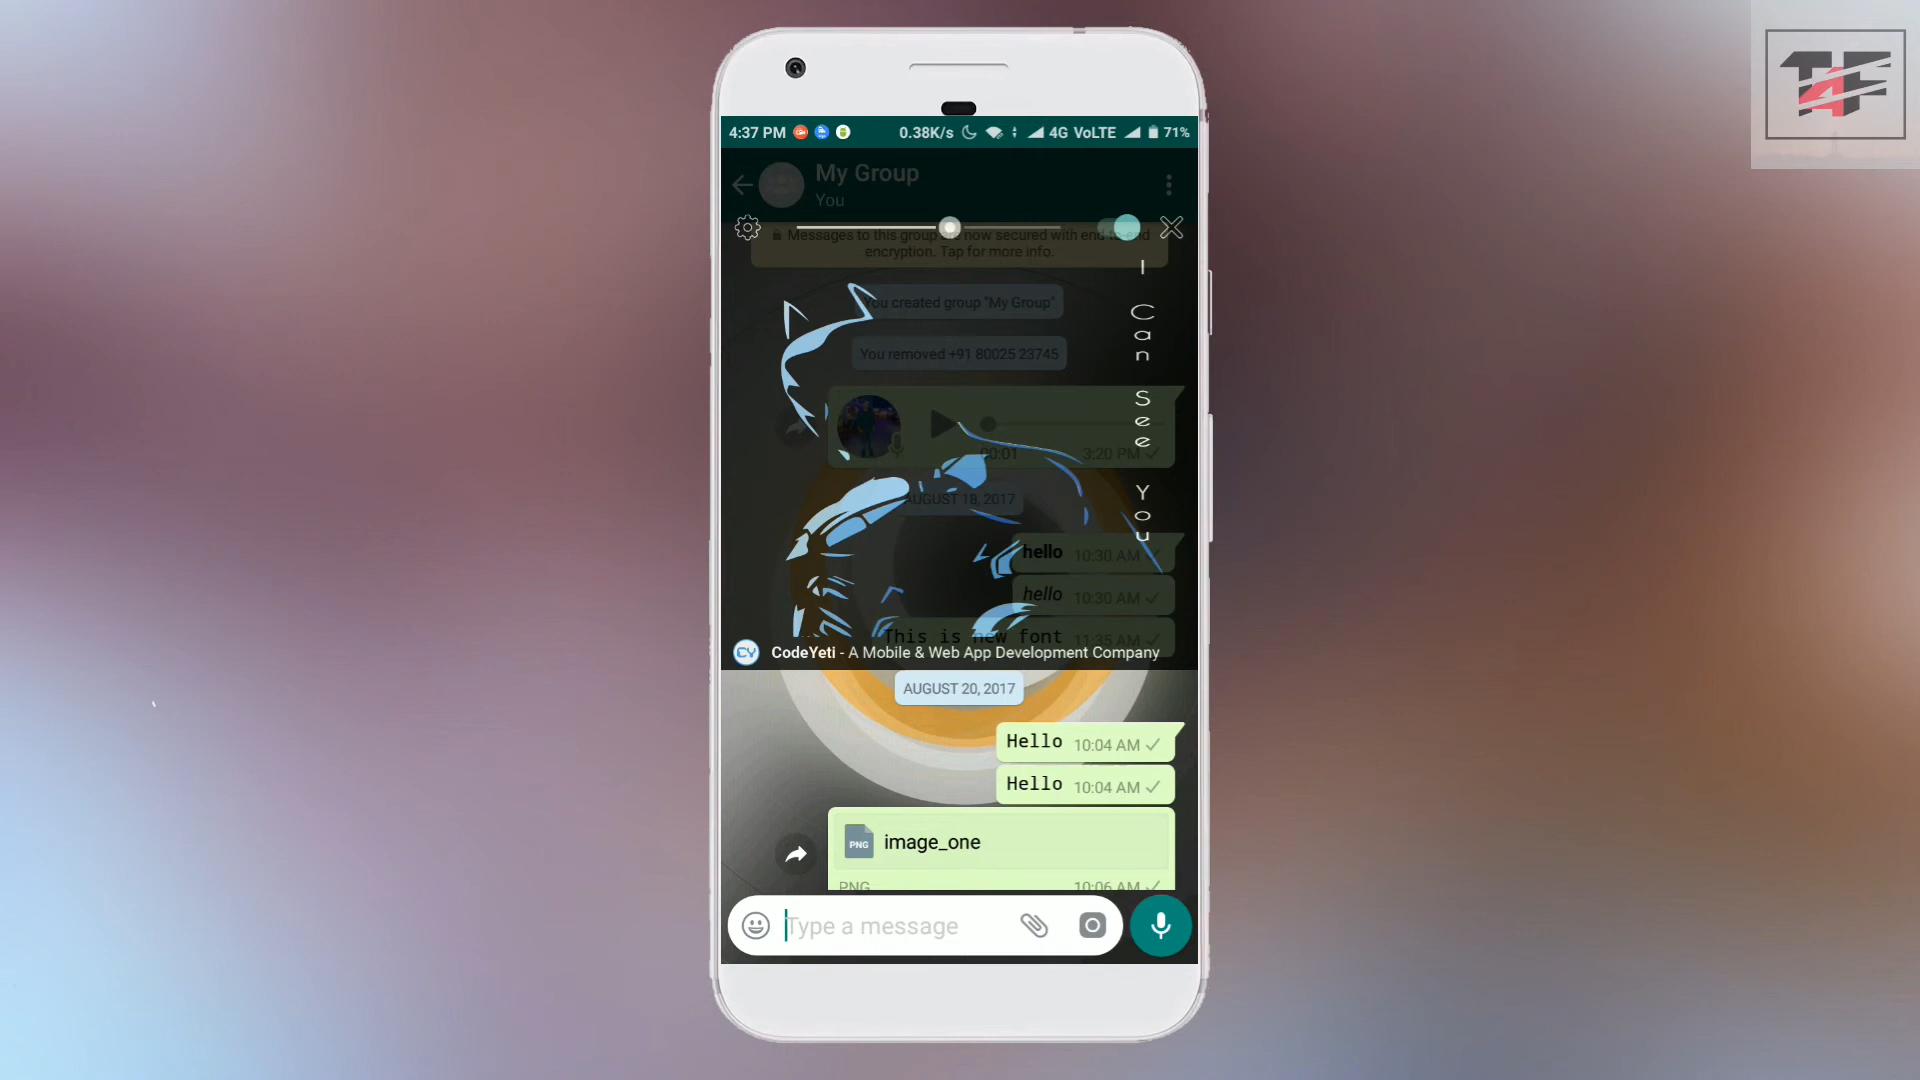 T4F
4:37 PM 0.38K/s 4G VoLTE 71%
My Group
You
Messages to this group are now secured with end-to-end
encryption. Tap for more info.
I Can See You
You created group "My Group"
You removed +91 80025 23745
00:01 3:20 PM
AUGUST 18, 2017
hello 10:30 AM
hello 10:30 AM
This is new font 11:35 AM
CY CodeYeti - A Mobile & Web App Development Company
AUGUST 20, 2017
Hello 10:04 AM
Hello 10:04 AM
PNG image_one
PNG 10:06 AM
Type a message